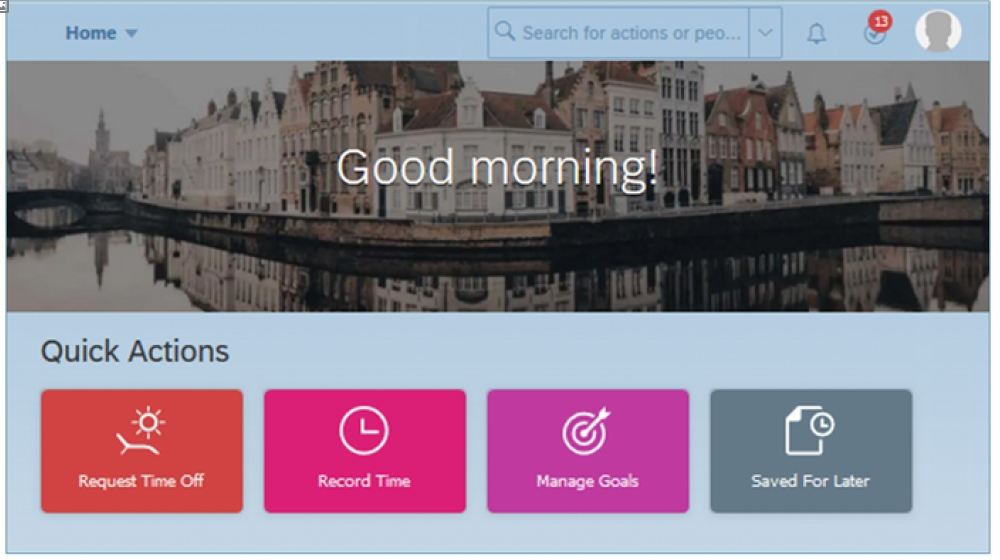 Home
Search for actions or peo...
13
Good morning!
Quick Actions
Request Time Off
Record Time
Manage Goals
Saved For Later